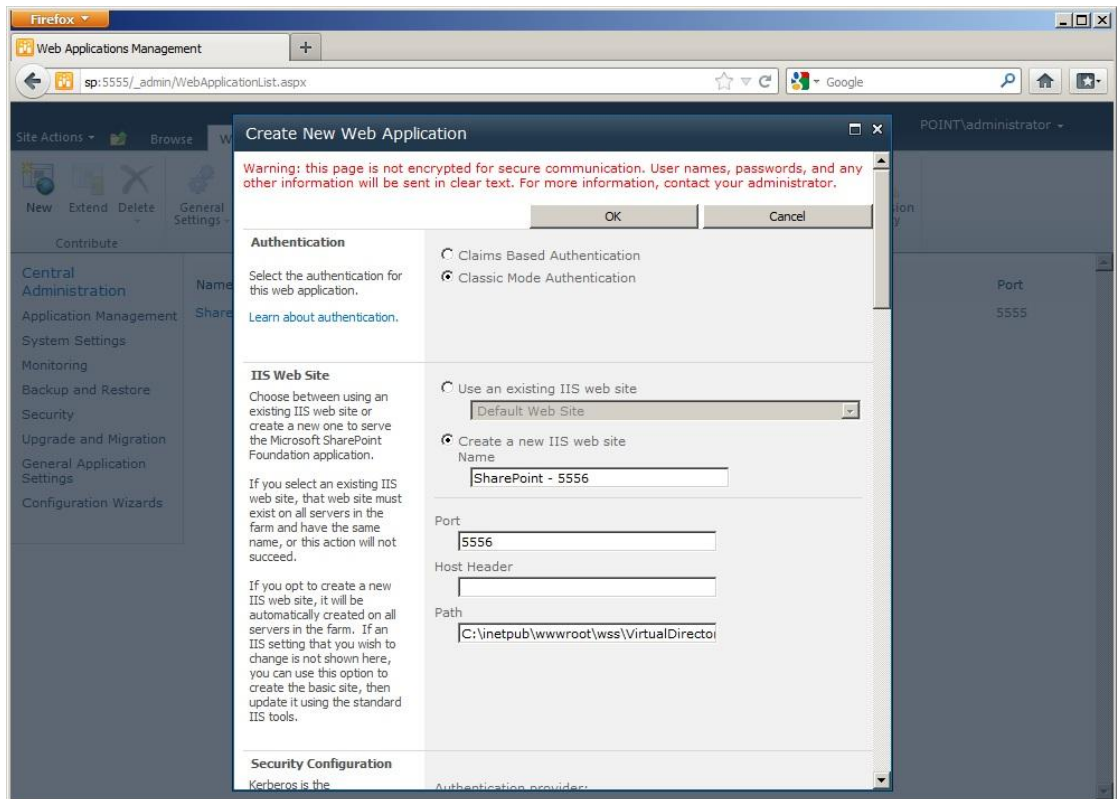 Firefox
Web Applications Management
sp:5555/_admin/WebApplicationList.aspx
Google
Site Actions
Browse
POINT\administrator
New
Extend
Delete
General
Settings
Contribute
Create New Web Application
Warning: this page is not encrypted for secure communication. User names, passwords, and any
other information will be sent in clear text. For more information, contact your administrator.
OK
Cancel
Central
Administration
Application Management
System Settings
Monitoring
Backup and Restore
Security
Upgrade and Migration
General Application
Settings
Configuration Wizards
Name
Share
Port
5555
Authentication
Select the authentication for
this web application.
Learn about authentication.
Claims Based Authentication
Classic Mode Authentication
IIS Web Site
Choose between using an
existing IIS web site or
create a new one to serve
the Microsoft SharePoint
Foundation application.
If you select an existing IIS
web site, that web site must
exist on all servers in the
farm and have the same
name, or this action will not
succeed.
If you opt to create a new
IIS web site, it will be
automatically created on all
servers in the farm. If an
IIS setting that you wish to
change is not shown here,
you can use this option to
create the basic site, then
update it using the standard
IIS tools.
Use an existing IIS web site
Default Web Site
Create a new IIS web site
Name
SharePoint - 5556
Port
5556
Host Header
Path
C:\inetpub\wwwroot\wss\VirtualDirector
Security Configuration
Kerberos is the
Authentication provider: